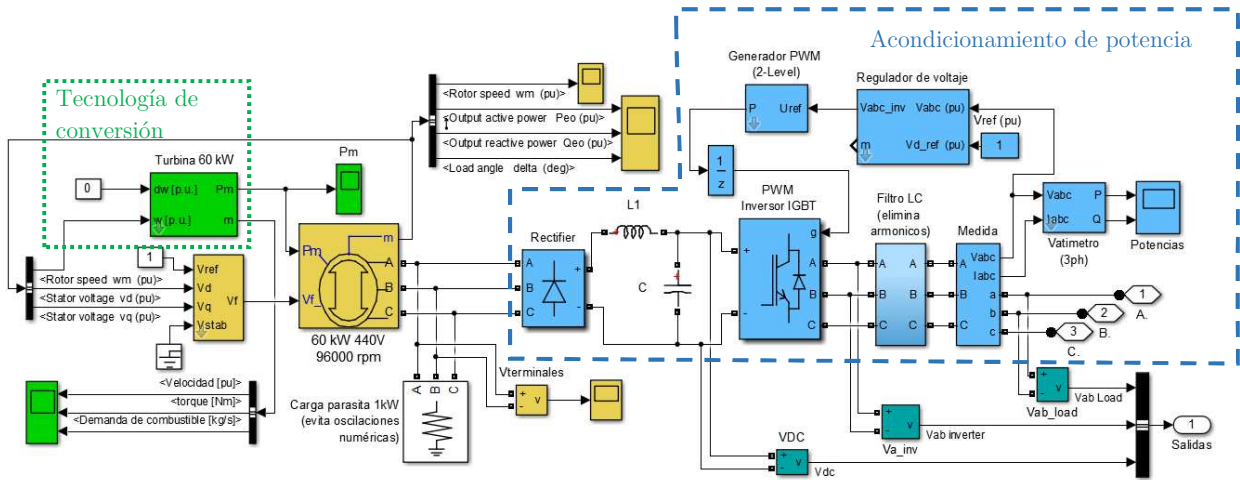 Acondicionamiento de potencia
Tecnología de
conversión
Turbina 60 kW
0
dw [p.u.]
w [p.u.]
Pm
m
Pm
<Rotor speed wm (pu)>
<Output active power Peo (pu)>
<Output reactive power Qeo (pu)>
<Load angle delta (deg)>
Generador PWM
(2-Level)
P
Uref
Regulador de voltaje
Vabc_inv
m
Vabc (pu)
Vd_ref (pu)
Vref (pu)
1
1
z
PWM
Inversor IGBT
g
+
-
A
B
C
Filtro LC
(elimina
armonicos)
A
B
C
A
B
C
Medida
A
B
C
Vabc
Iabc
a
b
c
Vabc
Iabc
P
Q
Vatimetro
(3ph)
Potencias
1
A.
2
B.
3
C.
L1
C
+
Rectifier
A
B
C
+
-
Pm
Vf_
m
A
B
C
60 kW 440V
96000 rpm
1
Vref
Vd
Vq
Vstab
Vf
<Rotor speed wm (pu)>
<Stator voltage vd (pu)>
<Stator voltage vq (pu)>
<Velocidad [pu]>
<torque [Nm]>
<Demanda de combustible [kg/s]>
Carga parasita 1kW
(evita oscilaciones
numéricas)
A
B
C
Vterminales
+
-
v
VDC
+
-
v
Vdc
+
-
v
Va_inv
Vab inverter
+
-
v
Vab_load
Vab Load
1
Salidas